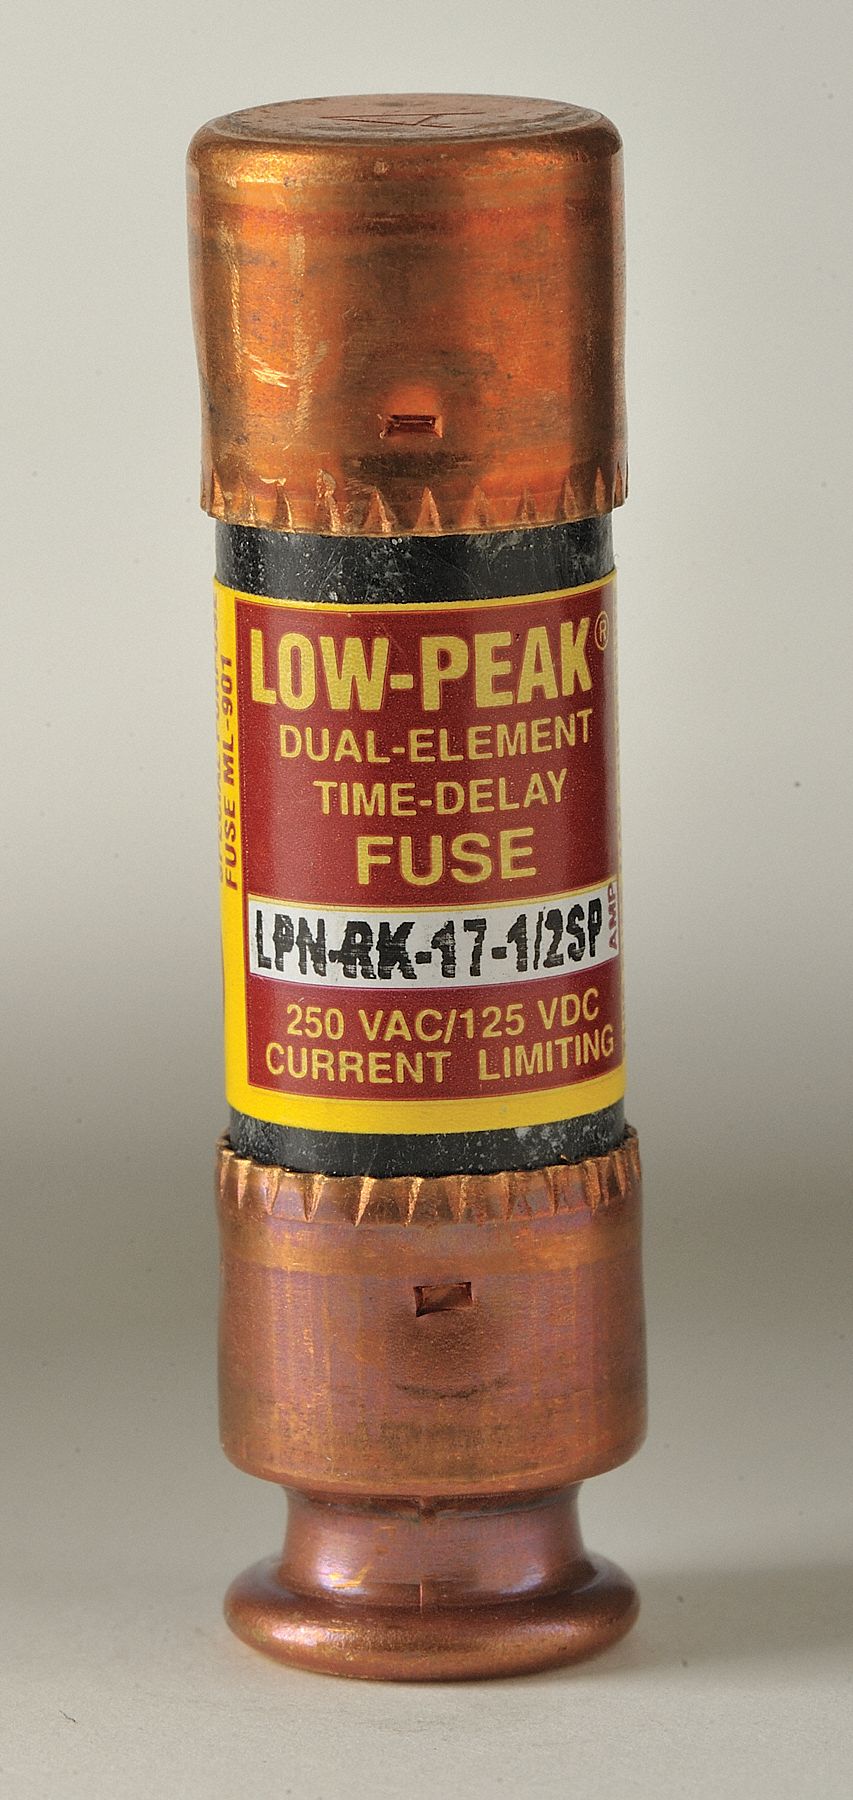 LOW-PEAK®
DUAL-ELEMENT
TIME-DELAY
FUSE
LPN-RK-17-1/2SP
AMP
250 VAC/125 VDC
CURRENT LIMITING
FUSE ML-901